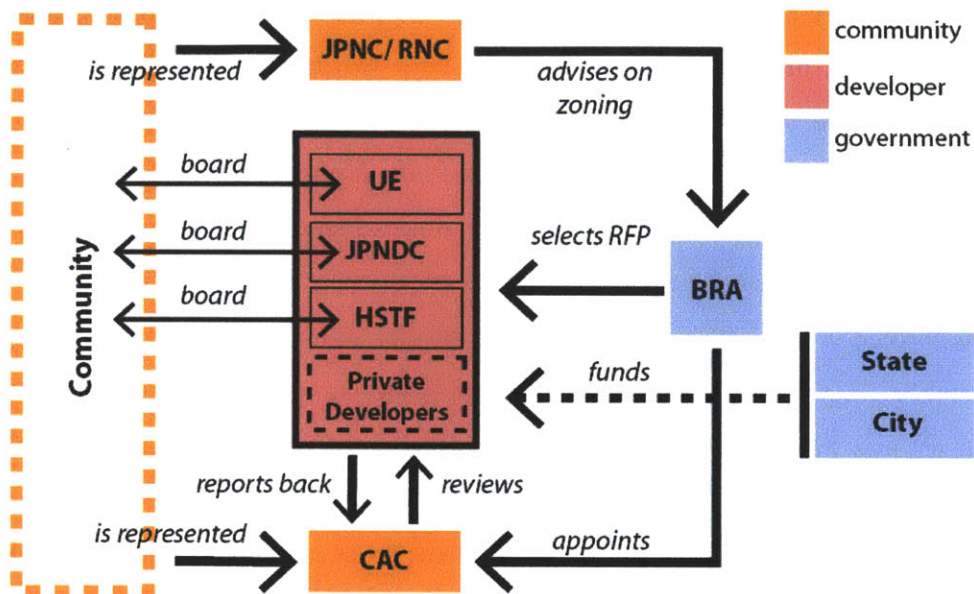 JPNC/ RNC
is represented
advises on
zoning
community
developer
government
Community
board
UE
board
JPNDC
board
HSTF
Private
Developers
selects RFP
BRA
funds
State
City
reports back
reviews
is represented
CAC
appoints